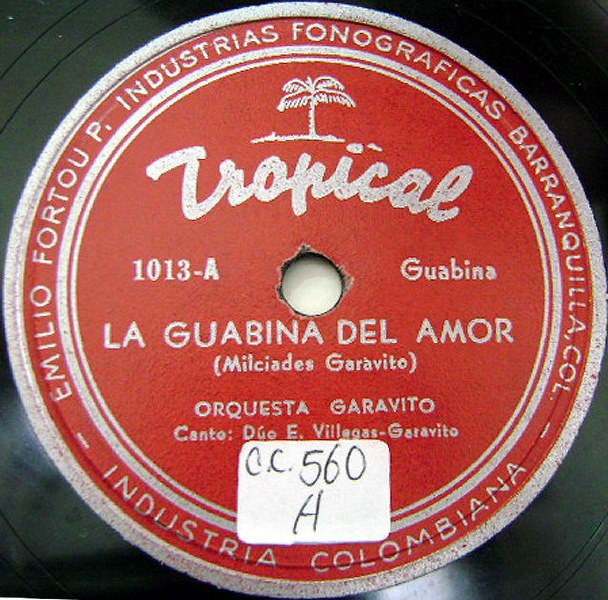 EMILIO FORTOU P. INDUSTRIAS FONOGRAFICAS BARRANQUILLA, COL.
Tropical
1013-A Guabina
LA GUABINA DEL AMOR
(Milciades Garavito)
ORQUESTA GARAVITO
Canto: Dúo E. Villegas-Garavito
C.C. 560
A
– INDUSTRIA COLOMBIANA –